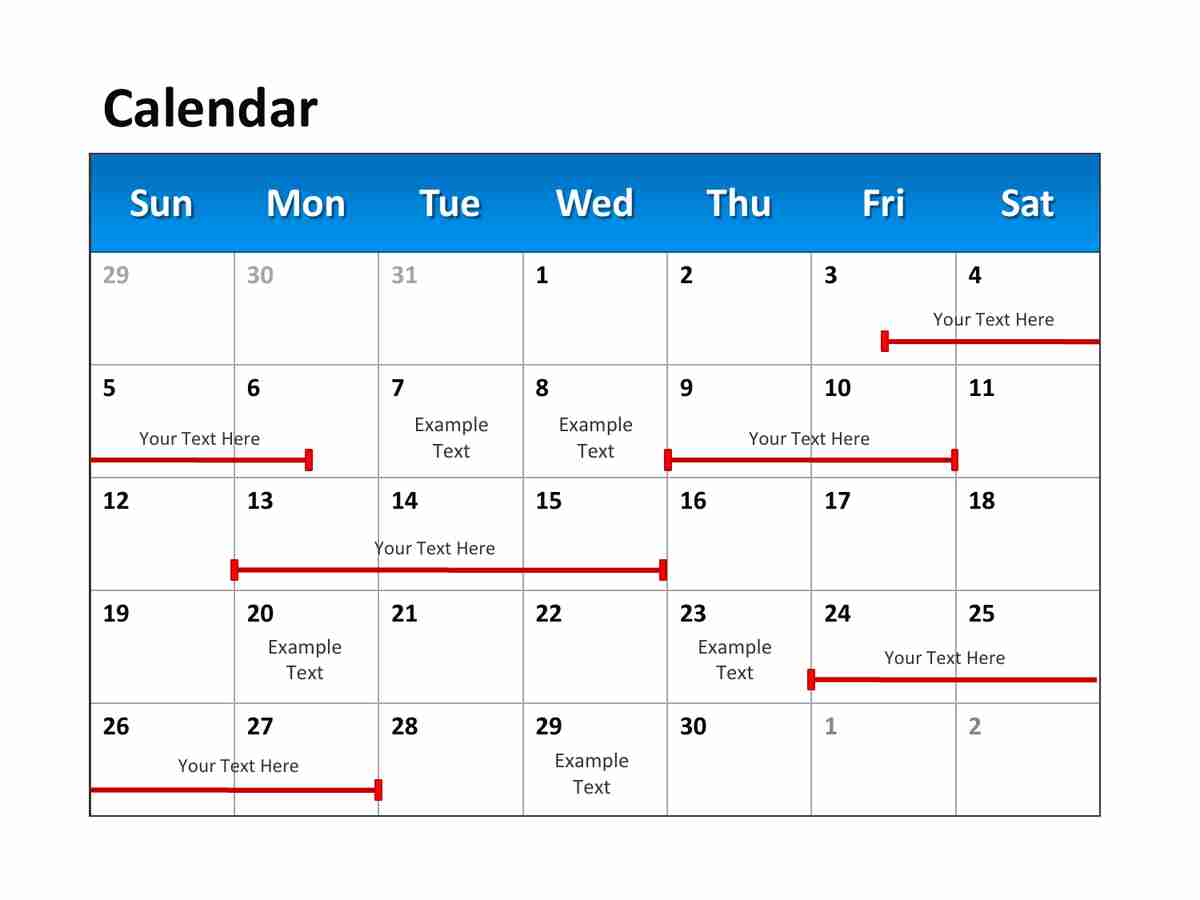 Calendar
Sun Mon Tue Wed Thu Fri Sat
29 30 31 1 2 3 4
Your Text Here
5 6 7 8 9 10 11
Example Example
Your Text Here Your Text Here
Text Text
12 13 14 15 16 17 18
Your Text Here
19 20 21 22 23 24 25
Example Example
Your Text Here
Text Text
26 27 28 29 30 1 2
Example
Your Text Here
Text